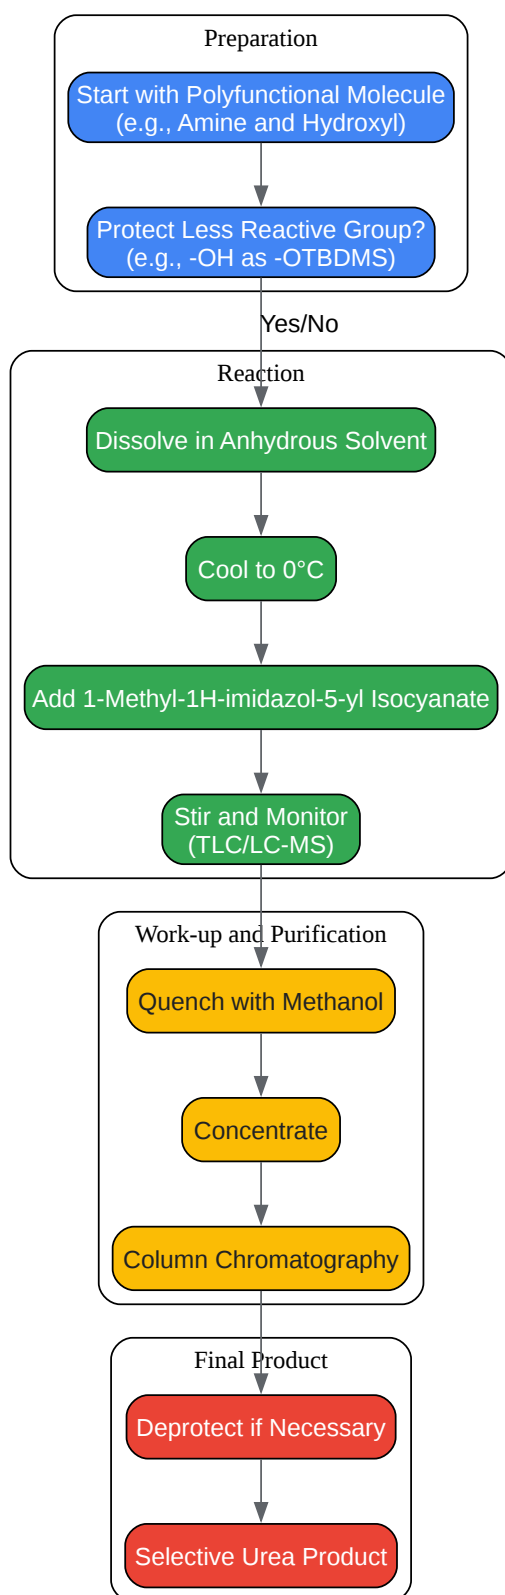 Preparation
Start with Polyfunctional Molecule
(e.g., Amine and Hydroxyl)
Protect Less Reactive Group?
(e.g., -OH as -OTBDMS)
Yes/No
Reaction
Dissolve in Anhydrous Solvent
Cool to 0°C
Add 1-Methyl-1H-imidazol-5-yl Isocyanate
Stir and Monitor
(TLC/LC-MS)
Work-up and Purification
Quench with Methanol
Concentrate
Column Chromatography
Final Product
Deprotect if Necessary
Selective Urea Product